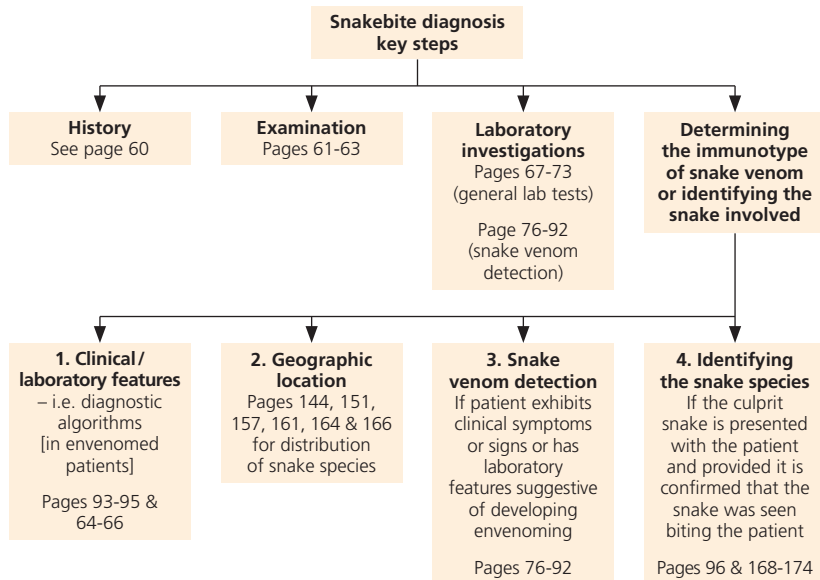 Snakebite diagnosis
key steps
History
See page 60
Examination
Pages 61-63
Laboratory
investigations
Pages 67-73
(general lab tests)
Page 76-92
(snake venom
detection)
Determining
the immunotype
of snake venom
or identifying the
snake involved
1. Clinical/
laboratory features
– i.e. diagnostic
algorithms
[in envenomed
patients]
Pages 93-95 &
64-66
2. Geographic
location
Pages 144, 151,
157, 161, 164 & 166
for distribution
of snake species
3. Snake
venom detection
If patient exhibits
clinical symptoms
or signs or has
laboratory
features suggestive
of developing
envenoming
Pages 76-92
4. Identifying
the snake species
If the culprit
snake is presented
with the patient
and provided it is
confirmed that the
snake was seen
biting the patient
Pages 96 & 168-174